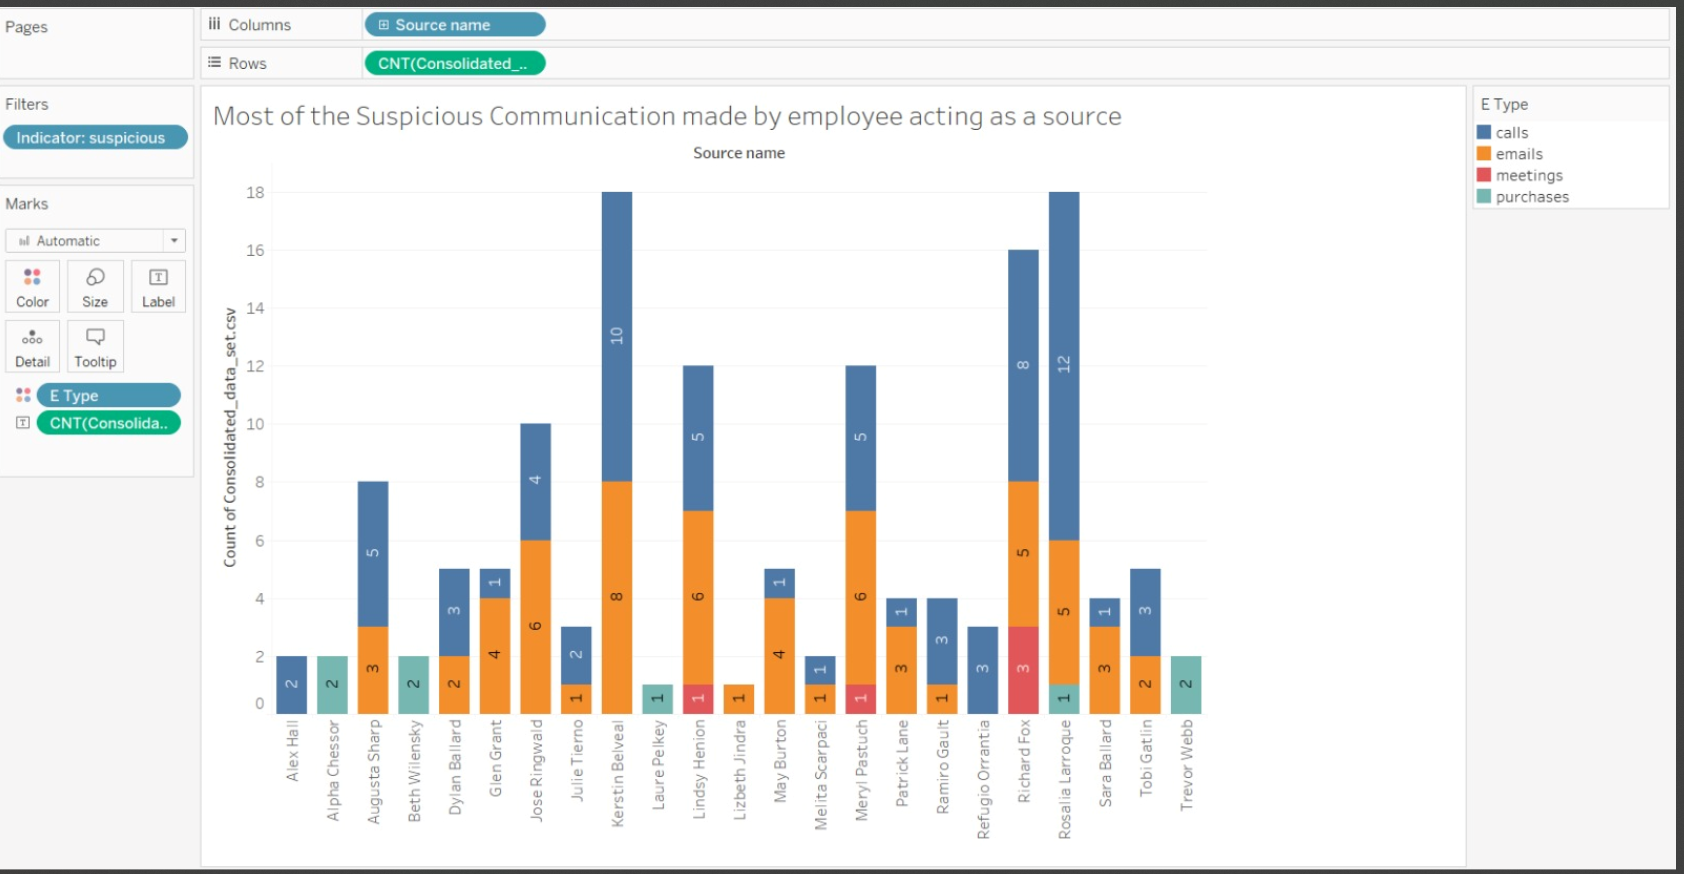 Pages
Columns
Source name
Rows
CNT(Consolidated_..
Filters
Indicator: suspicious
Marks
Automatic
Color
Size
Label
Detail
Tooltip
E Type
CNT(Consolida..
Most of the Suspicious Communication made by employee acting as a source
Source name
Count of Consolidated_data_set.csv
18
16
14
12
10
8
6
4
2
0
2
2
5
3
2
3
2
1
4
4
6
2
1
10
8
1
5
6
1
1
1
4
1
1
5
6
1
1
3
3
1
3
8
5
3
12
5
1
1
3
3
2
2
Alex Hall
Alpha Chessor
Augusta Sharp
Beth Wilensky
Dylan Ballard
Glen Grant
Jose Ringwald
Julie Tierno
Kerstin Belveal
Laure Pelkey
Lindsy Henion
Lizbeth Jindra
May Burton
Melita Scarpaci
Meryl Pastuch
Patrick Lane
Ramiro Gault
Refugio Orrantia
Richard Fox
Rosalia Larroque
Sara Ballard
Tobi Gatlin
Trevor Webb
E Type
calls
emails
meetings
purchases